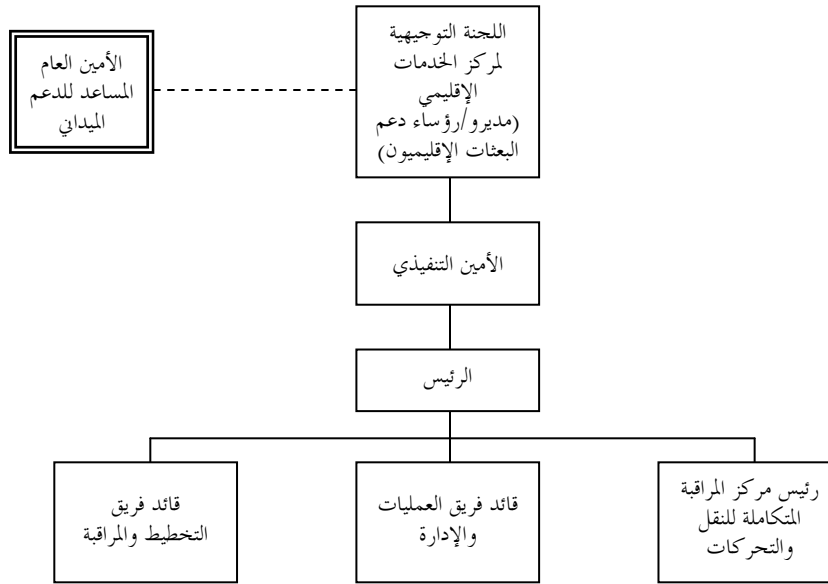 اللجنة التوجيهية
لمركز الخدمات
الإقليمي
(مديرو/رؤساء دعم
البعثات الإقليميون)
الأمين العام
المساعد للدعم
الميداني
الأمين التنفيذي
الرئيس
رئيس مركز المراقبة
المتكاملة للنقل
والتحركات
قائد فريق العمليات
والإدارة
قائد فريق
التخطيط والمراقبة